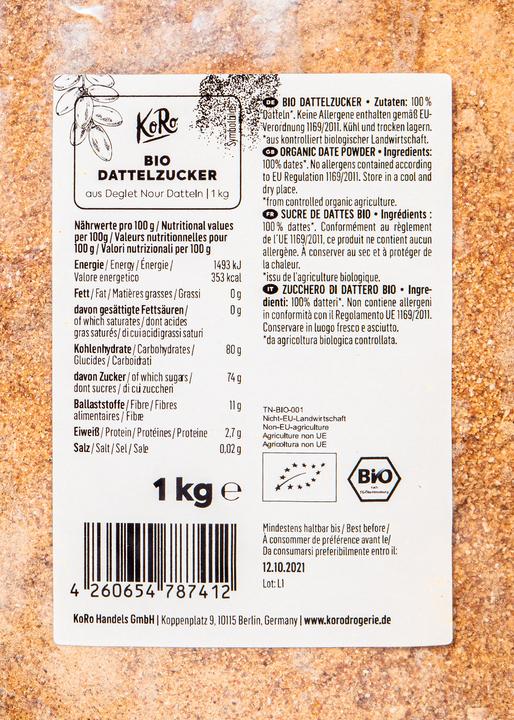 KoRo
Symbolbild
BIO
DATTELZUCKER
aus Deglet Nour Datteln | 1 kg
Nährwerte pro 100 g / Nutritional values
per 100g / Valeurs nutritionnelles pour
100 g / Valori nutrizionali per 100 g
Energie / Energy / Énergie / 1493 kJ
Valore energetico 353 kcal
Fett / Fat / Matières grasses / Grassi 0 g
davon gesättigte Fettsäuren / 0 g
of which saturates / dont acides
gras saturés / di cui acidi grassi saturi
Kohlenhydrate / Carbohydrates / 80 g
Glucides / Carboidrati
davon Zucker / of which sugars / 74 g
dont sucres / di cui zuccheri
Ballaststoffe / Fibre / Fibres 11 g
alimentaires / Fibre
Eiweiß / Protein / Protéines / Proteine 2,7 g
Salz / Salt / Sel / Sale 0,02 g
1 kg e
4 260654 787412
DE BIO DATTELZUCKER • Zutaten: 100 %
Datteln*. Keine Allergene enthalten gemäß EU-
Verordnung 1169/2011. Kühl und trocken lagern.
*aus kontrolliert biologischer Landwirtschaft.
GB ORGANIC DATE POWDER • Ingredients:
100% dates*. No allergens contained according
to EU Regulation 1169/2011. Store in a cool and
dry place.
*from controlled organic agriculture.
FR SUCRE DE DATTES BIO • Ingrédients :
100 % dattes*. Conformément au règlement
de l'UE 1169/2011, ce produit ne contient aucun
allergène. À conserver au sec et à protéger de
la chaleur.
*issu de l'agriculture biologique.
IT ZUCCHERO DI DATTERO BIO • Ingre-
dienti: 100% datteri*. Non contiene allergeni
in conformità con il Regolamento UE 1169/2011.
Conservare in luogo fresco e asciutto.
*da agricoltura biologica controllata.
TN-BIO-001
Nicht-EU-Landwirtschaft
Non-EU-agriculture
Agriculture non UE
Agricoltura non UE
Bio
nach
EG-Öko-Verordnung
Mindestens haltbar bis / Best before /
À consommer de préférence avant le/
Da consumarsi preferibilmente entro il:
12.10.2021
Lot: L1
KoRo Handels GmbH | Koppenplatz 9, 10115 Berlin, Germany | www.korodrogerie.de